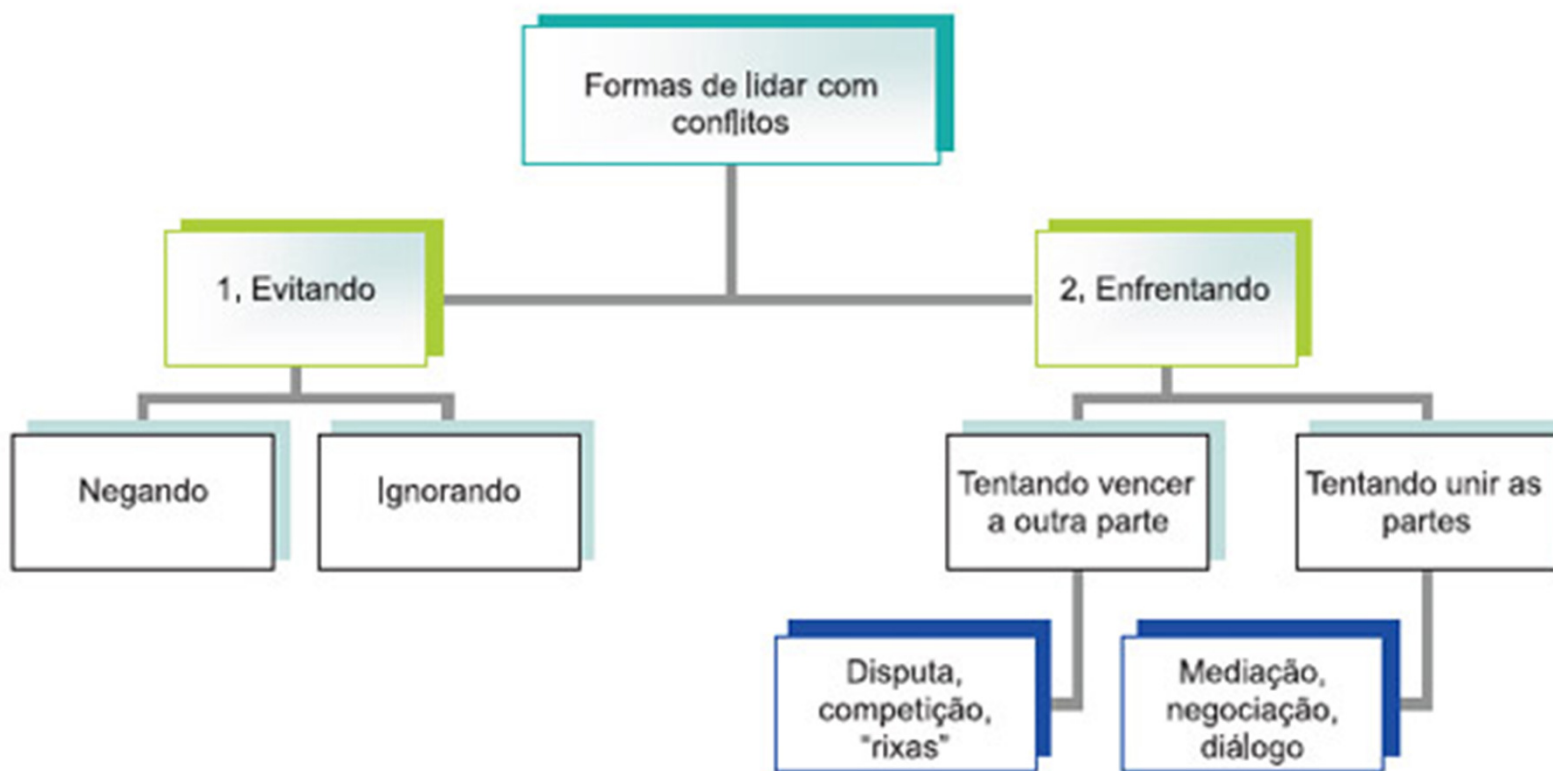 Formas de lidar com
conflitos
1, Evitando
2, Enfrentando
Negando
Ignorando
Tentando vencer
a outra parte
Tentando unir as
partes
Disputa,
competição,
"rixas"
Mediação,
negociação,
diálogo